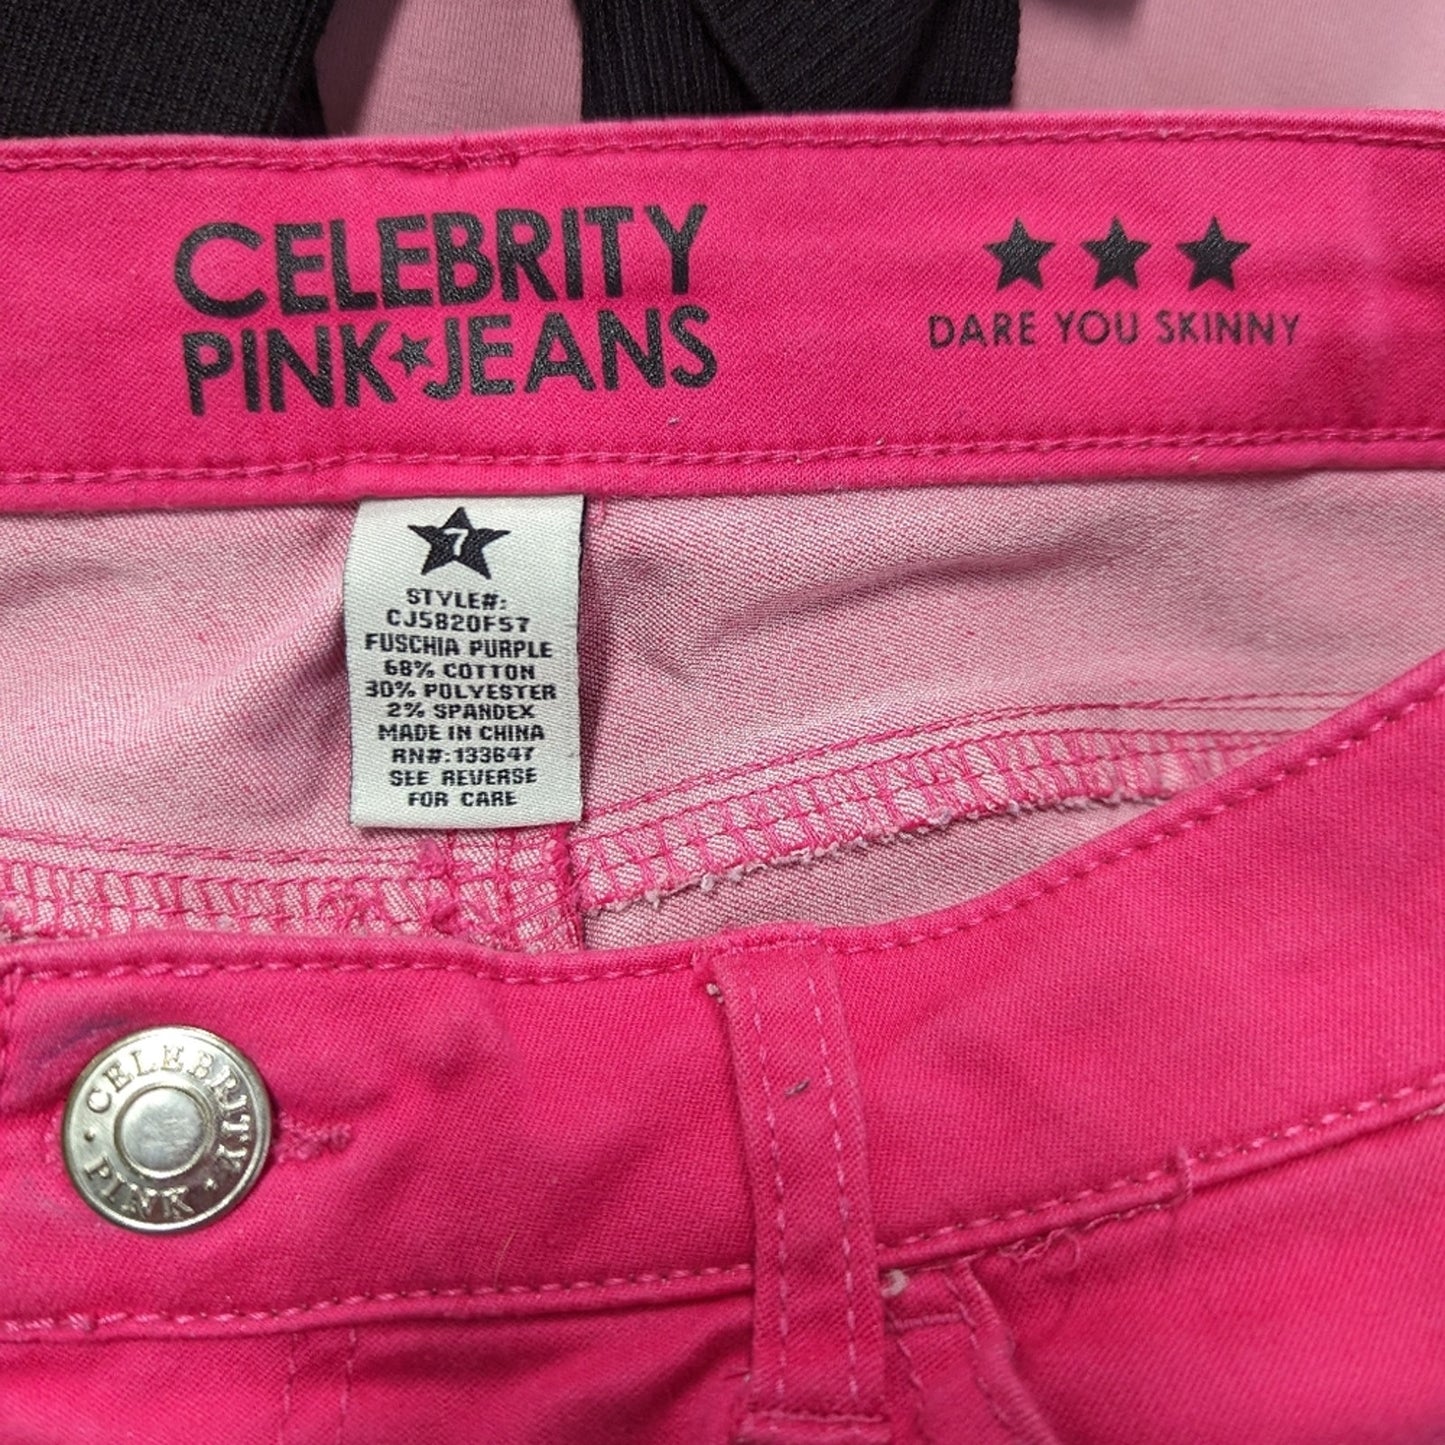 CELEBRITY
PINK★JEANS
★★★
DARE YOU SKINNY
7
STYLE#:
CJ5820F57
FUSCHIA PURPLE
68% COTTON
30% POLYESTER
2% SPANDEX
MADE IN CHINA
RN#:133647
SEE REVERSE
FOR CARE
CELEBRITY
· PINK ·